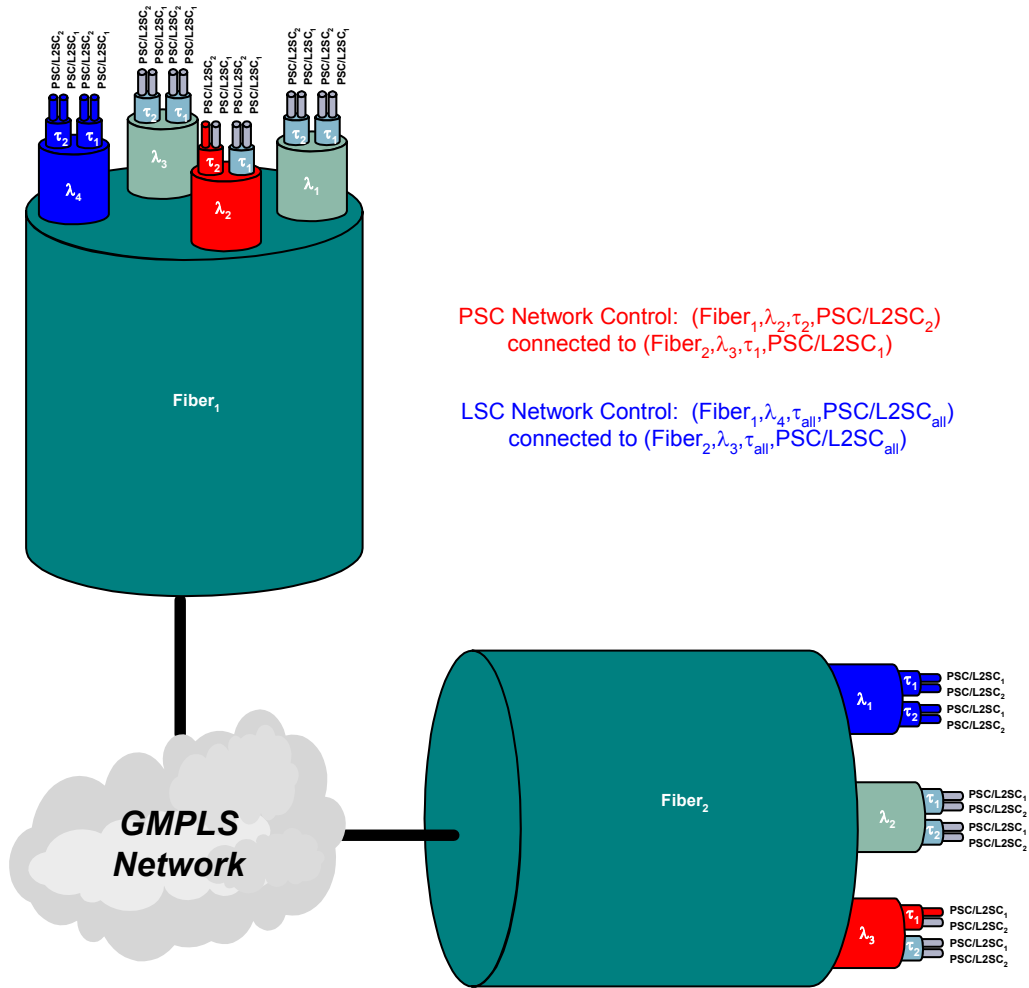 PSC/L2SC₂
PSC/L2SC₁
PSC/L2SC₂
PSC/L2SC₁
τ₂
τ₁
λ₄
PSC/L2SC₂
PSC/L2SC₁
PSC/L2SC₂
PSC/L2SC₁
τ₂
τ₁
λ₃
PSC/L2SC₂
PSC/L2SC₁
PSC/L2SC₂
PSC/L2SC₁
τ₂
τ₁
λ₂
PSC/L2SC₂
PSC/L2SC₁
PSC/L2SC₂
PSC/L2SC₁
τ₂
τ₁
λ₁
Fiber₁
PSC Network Control: (Fiber₁,λ₂,τ₂,PSC/L2SC₂)
connected to (Fiber₂,λ₃,τ₁,PSC/L2SC₁)
LSC Network Control: (Fiber₁,λ₄,τall,PSC/L2SCall)
connected to (Fiber₂,λ₃,τall,PSC/L2SCall)
GMPLS
Network
Fiber₂
λ₁
τ₁
PSC/L2SC₁
PSC/L2SC₂
τ₂
PSC/L2SC₁
PSC/L2SC₂
λ₂
τ₁
PSC/L2SC₁
PSC/L2SC₂
τ₂
PSC/L2SC₁
PSC/L2SC₂
λ₃
τ₁
PSC/L2SC₁
PSC/L2SC₂
τ₂
PSC/L2SC₁
PSC/L2SC₂